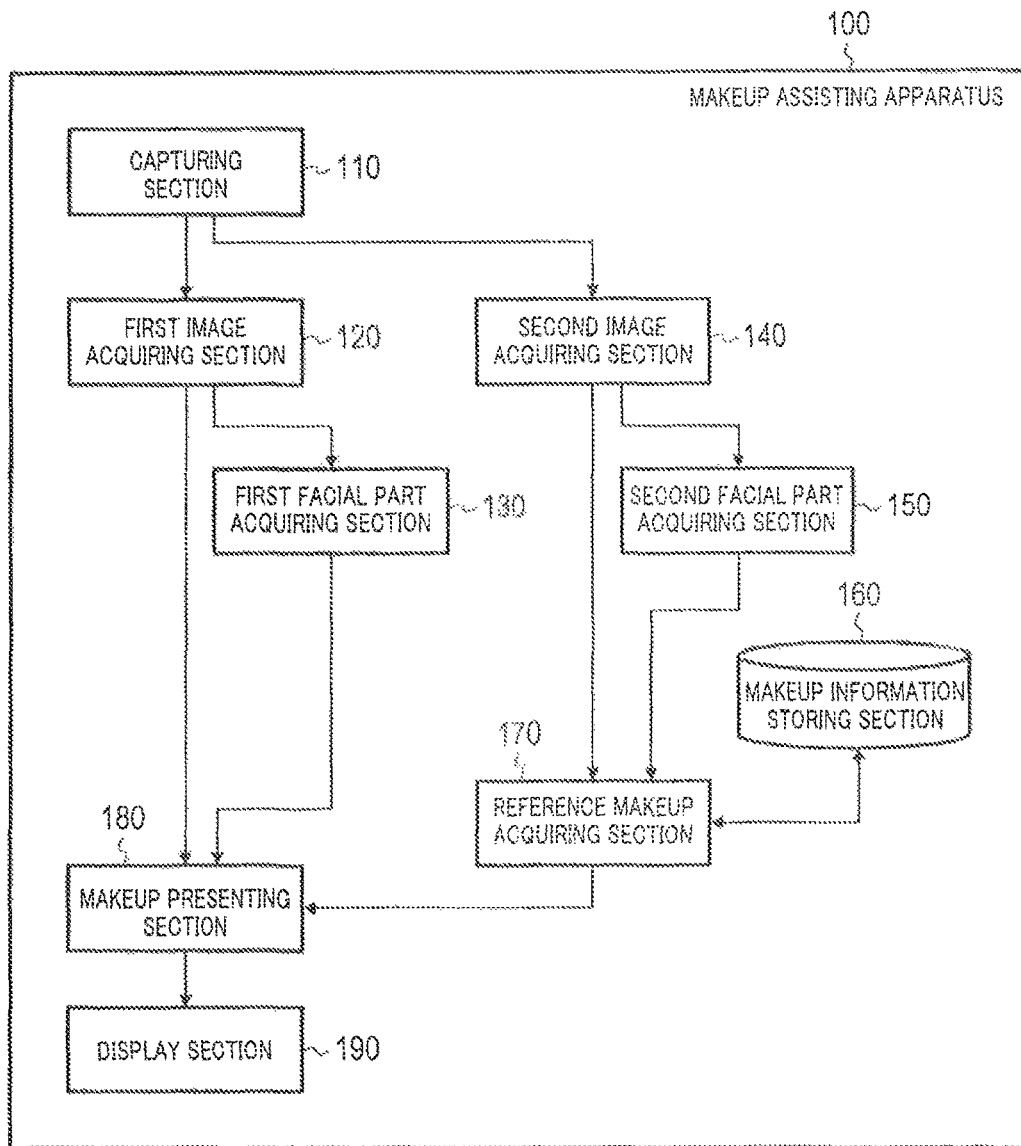 100
MAKEUP ASSISTING APPARATUS
CAPTURING
SECTION
110
FIRST IMAGE
ACQUIRING SECTION
120
SECOND IMAGE
ACQUIRING SECTION
140
FIRST FACIAL PART
ACQUIRING SECTION
130
SECOND FACIAL PART
ACQUIRING SECTION
150
160
MAKEUP INFORMATION
STORING SECTION
170
REFERENCE MAKEUP
ACQUIRING SECTION
180
MAKEUP PRESENTING
SECTION
DISPLAY SECTION
190